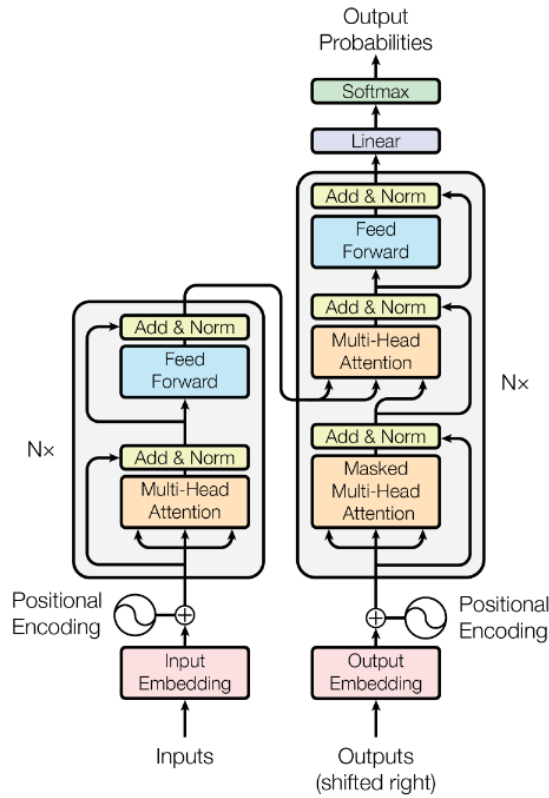 Output
Probabilities
Softmax
Linear
Add & Norm
Feed
Forward
Add & Norm
Multi-Head
Attention
Nx
Add & Norm
Masked
Multi-Head
Attention
Add & Norm
Feed
Forward
Nx
Add & Norm
Multi-Head
Attention
Positional
Encoding
Positional
Encoding
Input
Embedding
Output
Embedding
Inputs
Outputs
(shifted right)